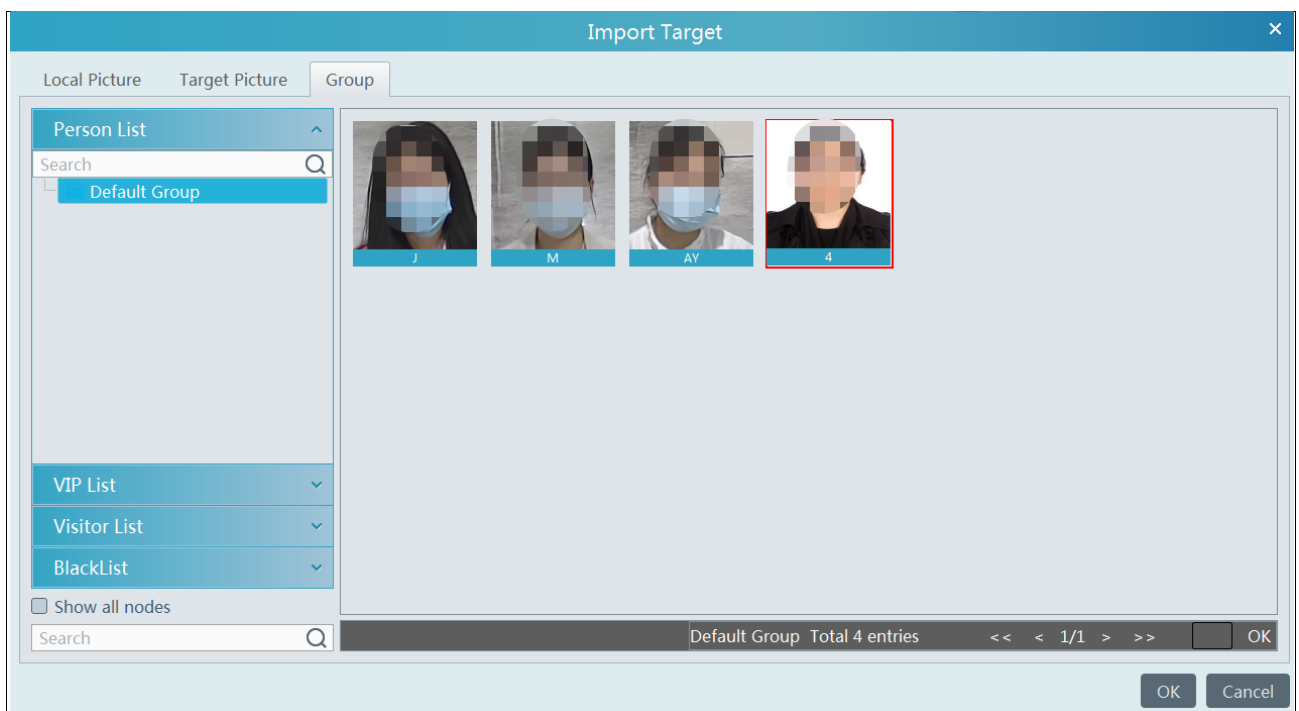 Import Target
Local Picture Target Picture Group
Person List
Search
Default Group
J M AY 4
VIP List
Visitor List
BlackList
Show all nodes
Search
Default Group Total 4 entries << < 1/1 > >> OK
OK Cancel